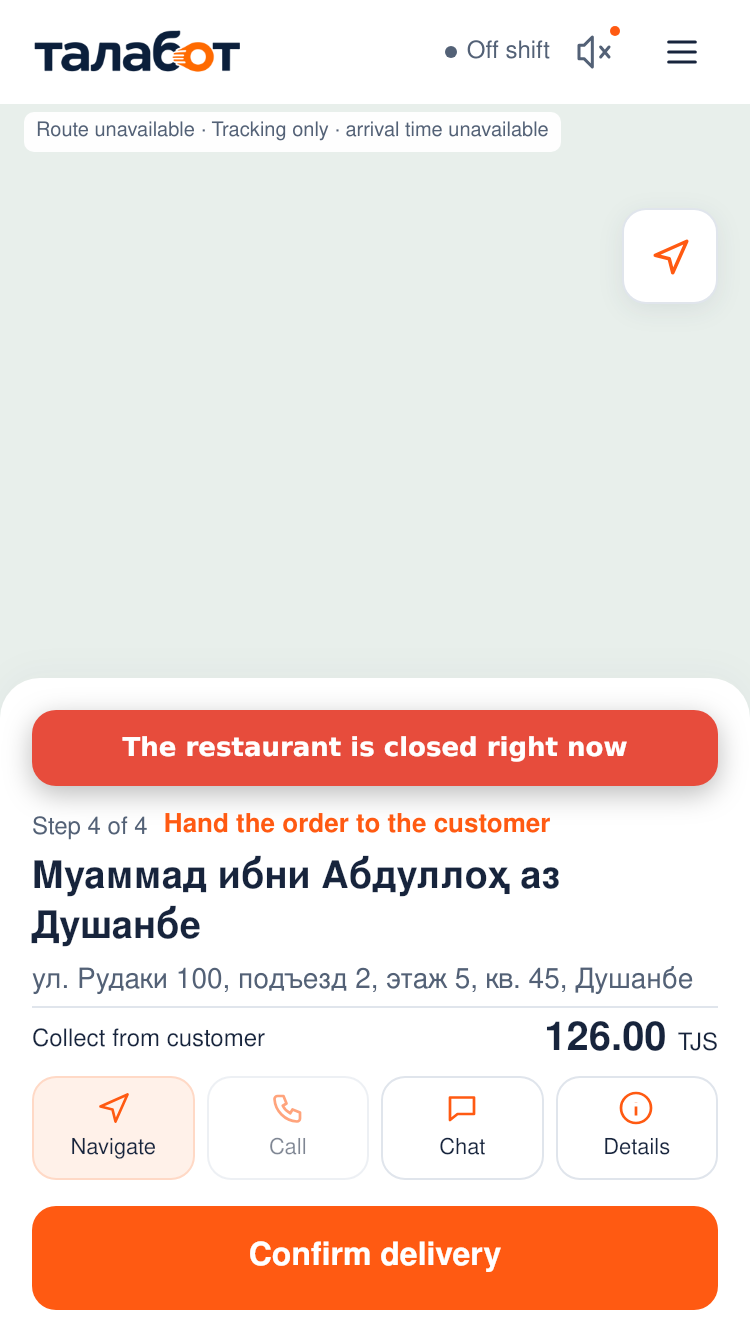 талабот
Off shift
Route unavailable · Tracking only · arrival time unavailable
The restaurant is closed right now
Step 4 of 4 Hand the order to the customer
Муаммад ибни Абдуллоҳ аз
Душанбе
ул. Рудаки 100, подъезд 2, этаж 5, кв. 45, Душанбе
Collect from customer 126.00 TJS
Navigate Call Chat Details
Confirm delivery